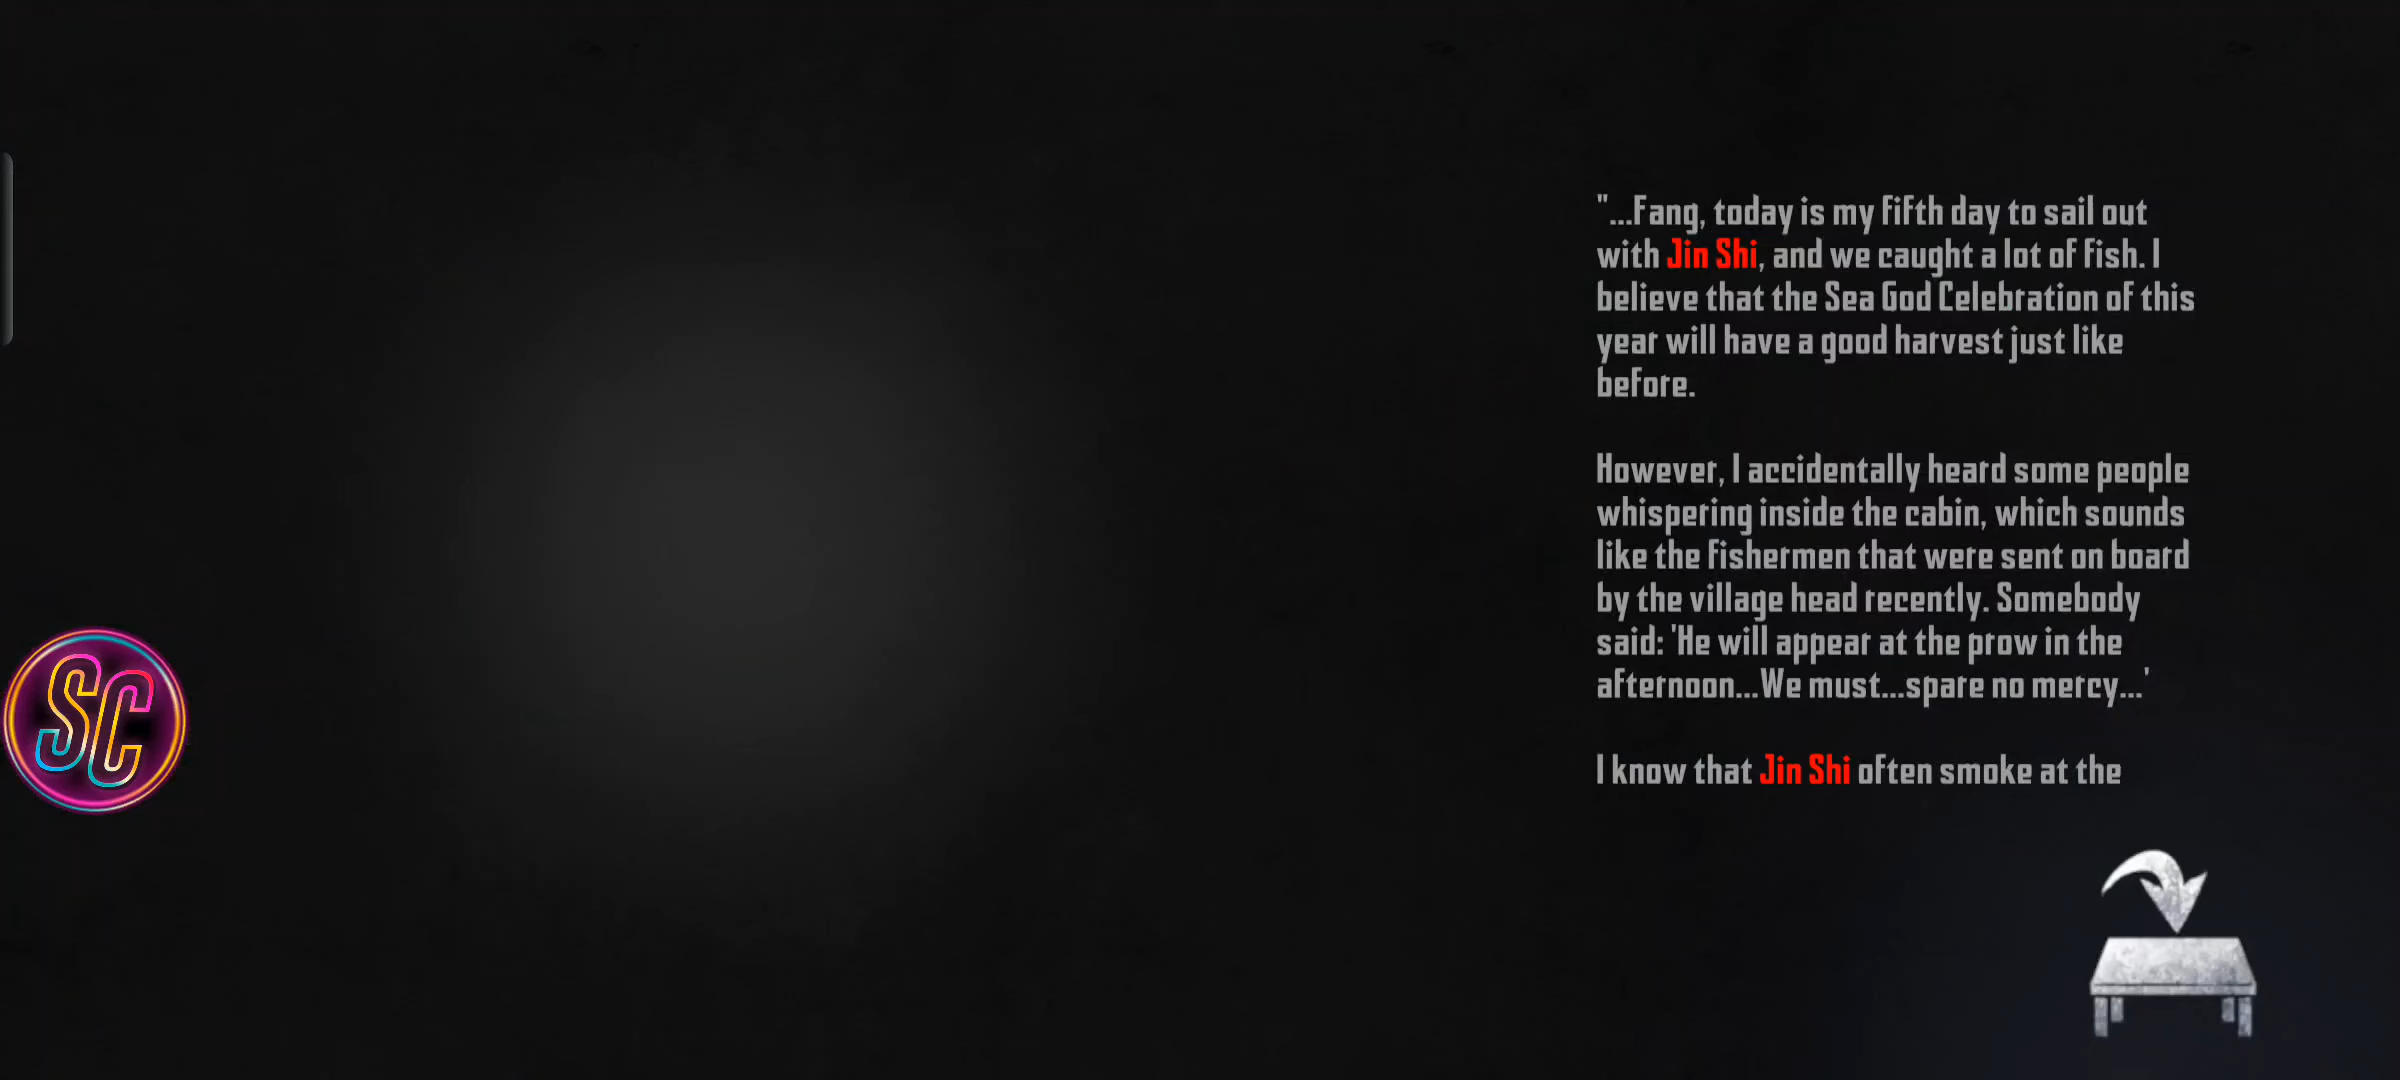 "...Fang, today is my fifth day to sail out
with Jin Shi, and we caught a lot of fish. I
believe that the Sea God Celebration of this
year will have a good harvest just like
before.
However, I accidentally heard some people
whispering inside the cabin, which sounds
like the fishermen that were sent on board
by the village head recently. Somebody
said: 'He will appear at the prow in the
afternoon...We must...spare no mercy...'
I know that Jin Shi often smoke at the
SC